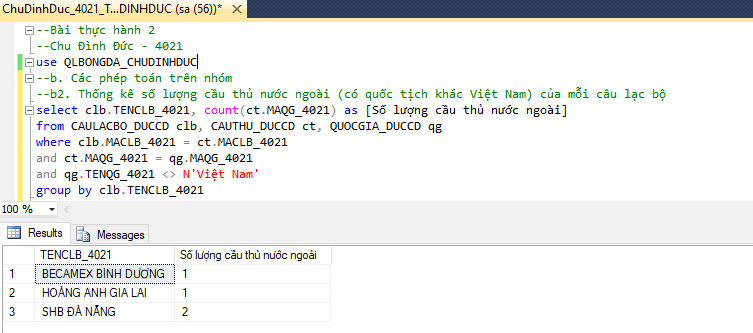 ChuDinhDuc_4021_T...DINHDUC (sa (56))* ✕
--Bài thực hành 2
--Chu Đình Đức - 4021
use QLBONGDA_CHUDINHDUC
--b. Các phép toán trên nhóm
--b2. Thống kê số lượng cầu thủ nước ngoài (có quốc tịch khác Việt Nam) của mỗi câu lạc bộ
select clb.TENCLB_4021, count(ct.MAQG_4021) as [Số lượng cầu thủ nước ngoài]
from CAULACBO_DUCCD clb, CAUTHU_DUCCD ct, QUOCGIA_DUCCD qg
where clb.MACLB_4021 = ct.MACLB_4021
and ct.MAQG_4021 = qg.MAQG_4021
and qg.TENQG_4021 <> N'Việt Nam'
group by clb.TENCLB_4021
100 %
Results Messages
TENCLB_4021 Số lượng cầu thủ nước ngoài
1 BECAMEX BÌNH DƯƠNG 1
2 HOÀNG ANH GIA LAI 1
3 SHB ĐÀ NẴNG 2